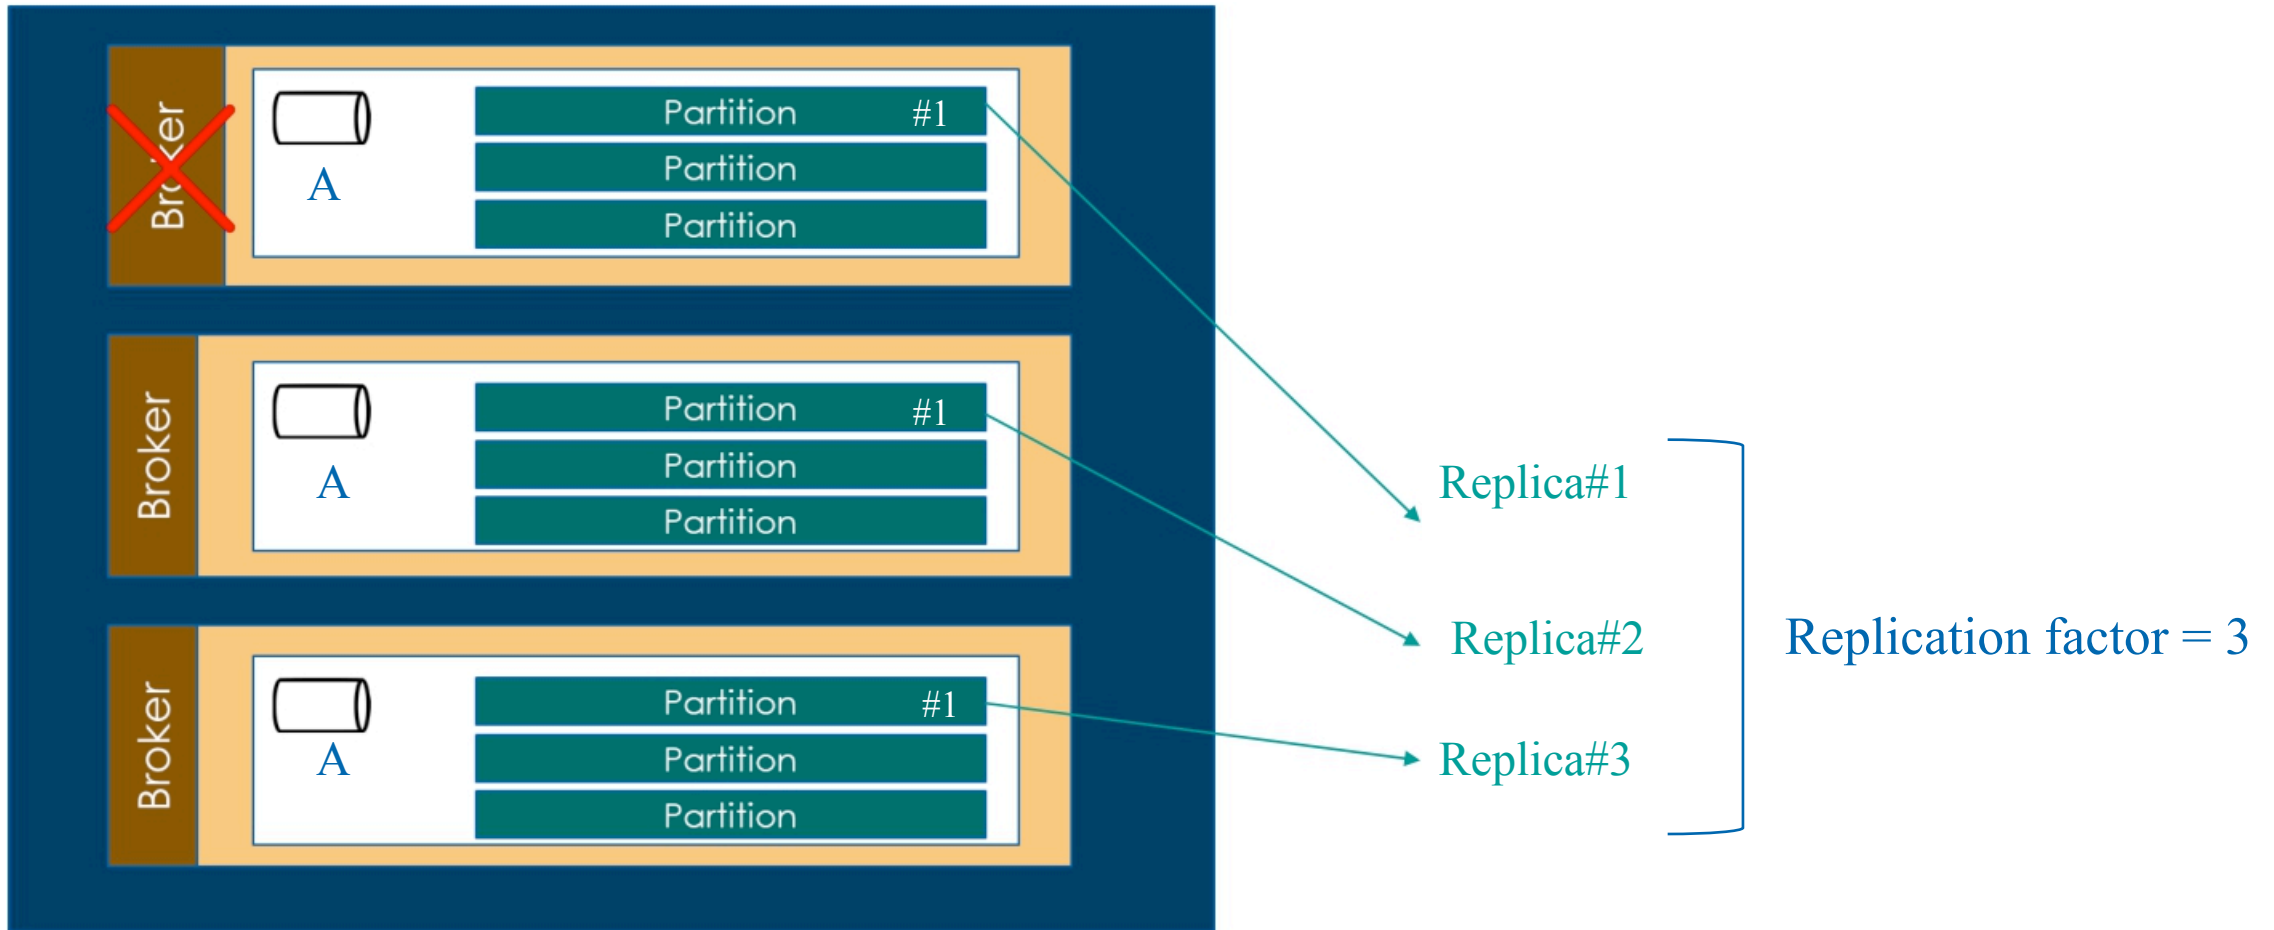 Broker
A
Partition #1
Partition
Partition
Broker
A
Partition #1
Partition
Partition
Broker
A
Partition #1
Partition
Partition
Replica#1
Replica#2
Replica#3
Replication factor = 3